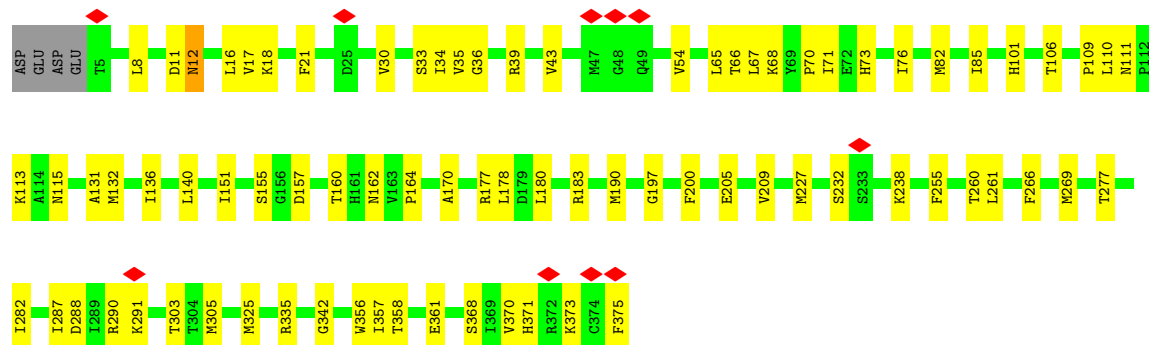 ASP GLU ASP GLU T5 L8 D11 N12 L16 V17 K18 F21 D25 V30 S33 I34 V35 G36 R39 V43 M47 G48 Q49 V54 L65 T66 L67 K68 Y69 P70 I71 E72 H73 I76 M82 I85 H101 T106 P109 L110 N111 P112
K113 A114 N115 A131 M132 I136 L140 I151 S155 G156 D157 T160 H161 N162 V163 P164 A170 R177 L178 D179 L180 R183 M190 G197 F200 E205 V209 M227 S232 S233 K238 F255 T260 L261 F266 M269 T277
I282 I287 D288 I289 R290 K291 T303 T304 M305 M325 R335 G342 W356 I357 T358 E361 S368 I369 V370 H371 R372 K373 C374 F375